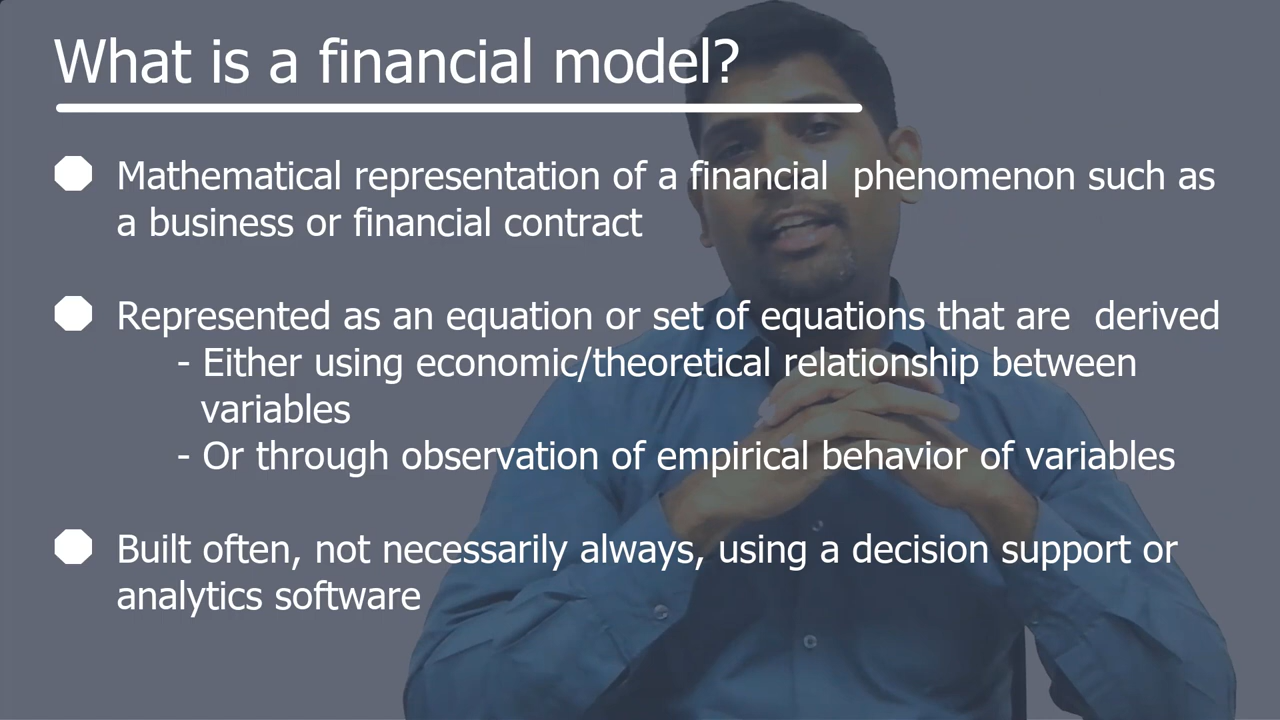 What is a financial model?
Mathematical representation of a financial  phenomenon such as
a business or financial contract
Represented as an equation or set of equations that are  derived
- Either using economic/theoretical relationship between
variables
- Or through observation of empirical behavior of variables
Built often, not necessarily always, using a decision support or
analytics software